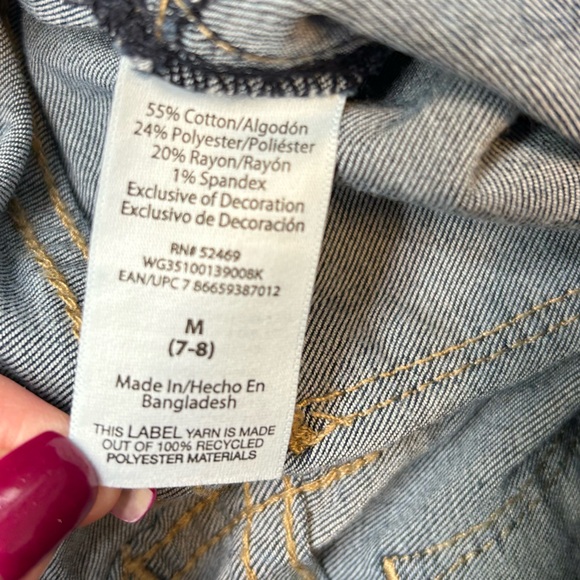 55% Cotton/Algodón
24% Polyester/Poliéster
20% Rayon/Rayón
1% Spandex
Exclusive of Decoration
Exclusivo de Decoración
RN# 52469
WG35100139008K
EAN/UPC 7 86659387012
M
(7-8)
Made In/Hecho En
Bangladesh
THIS LABEL YARN IS MADE
OUT OF 100% RECYCLED
POLYESTER MATERIALS